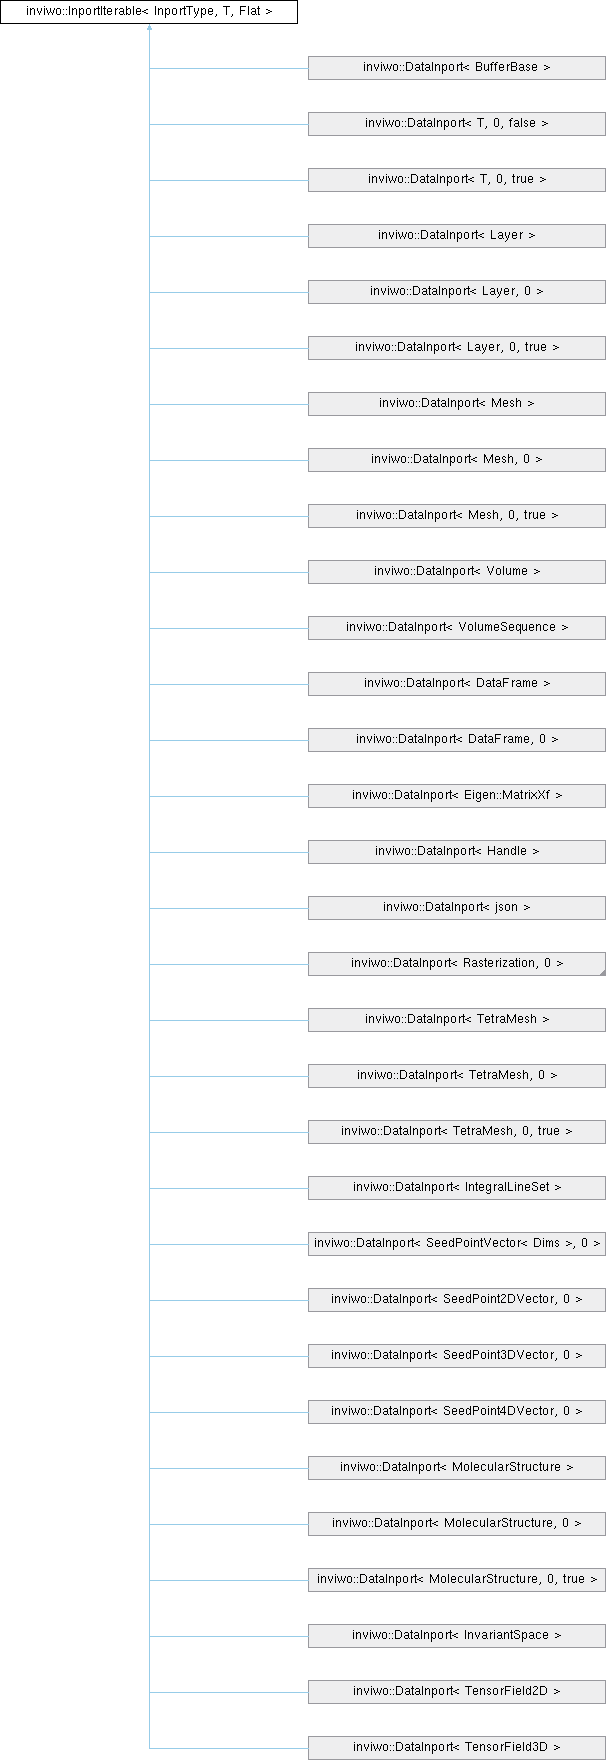 inviwo::InportIterable< InportType, T, Flat >
inviwo::DataInport< BufferBase >
inviwo::DataInport< T, 0, false >
inviwo::DataInport< T, 0, true >
inviwo::DataInport< Layer >
inviwo::DataInport< Layer, 0 >
inviwo::DataInport< Layer, 0, true >
inviwo::DataInport< Mesh >
inviwo::DataInport< Mesh, 0 >
inviwo::DataInport< Mesh, 0, true >
inviwo::DataInport< Volume >
inviwo::DataInport< VolumeSequence >
inviwo::DataInport< DataFrame >
inviwo::DataInport< DataFrame, 0 >
inviwo::DataInport< Eigen::MatrixXf >
inviwo::DataInport< Handle >
inviwo::DataInport< json >
inviwo::DataInport< Rasterization, 0 >
inviwo::DataInport< TetraMesh >
inviwo::DataInport< TetraMesh, 0 >
inviwo::DataInport< TetraMesh, 0, true >
inviwo::DataInport< IntegralLineSet >
inviwo::DataInport< SeedPointVector< Dims >, 0 >
inviwo::DataInport< SeedPoint2DVector, 0 >
inviwo::DataInport< SeedPoint3DVector, 0 >
inviwo::DataInport< SeedPoint4DVector, 0 >
inviwo::DataInport< MolecularStructure >
inviwo::DataInport< MolecularStructure, 0 >
inviwo::DataInport< MolecularStructure, 0, true >
inviwo::DataInport< InvariantSpace >
inviwo::DataInport< TensorField2D >
inviwo::DataInport< TensorField3D >